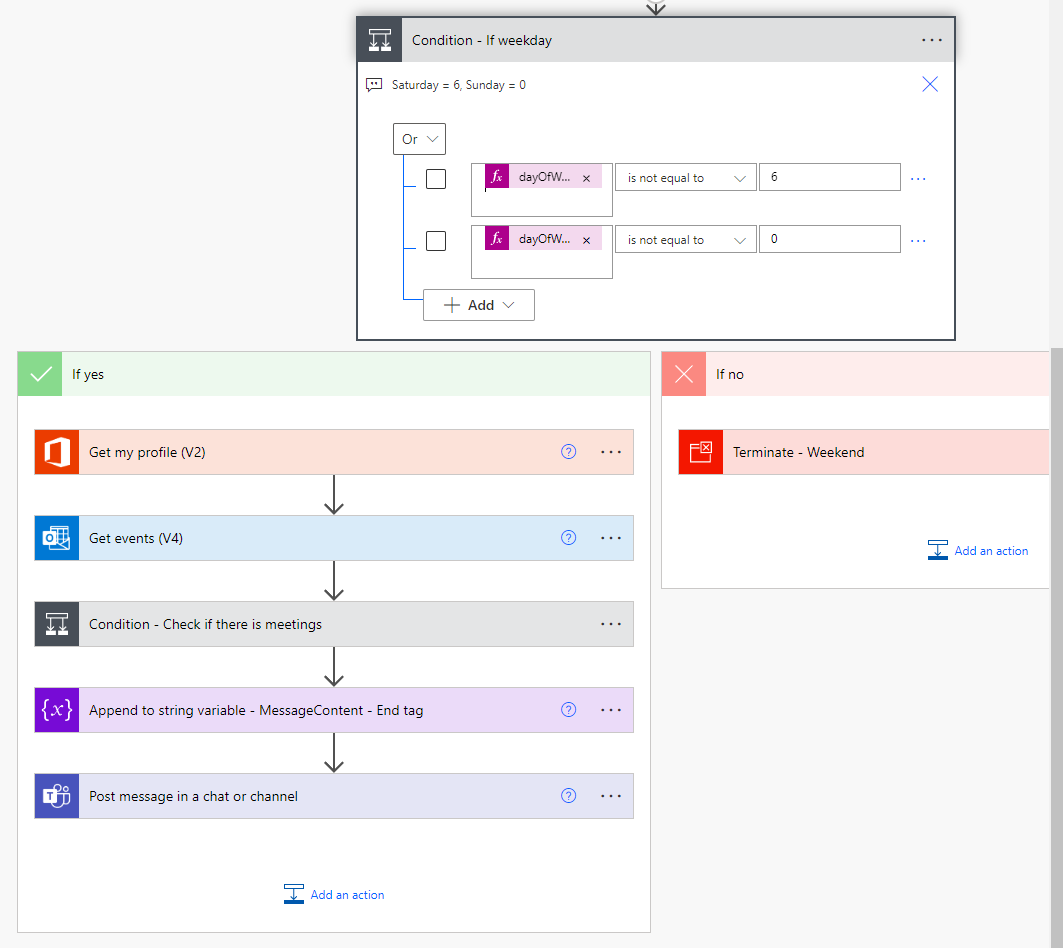 Condition - If weekday
Saturday = 6, Sunday = 0
Or
fx dayOfW... × is not equal to 6
fx dayOfW... × is not equal to 0
Add
If yes
If no
Get my profile (V2)
Terminate - Weekend
Get events (V4)
Add an action
Condition - Check if there is meetings
{x} Append to string variable - MessageContent - End tag
Post message in a chat or channel
Add an action